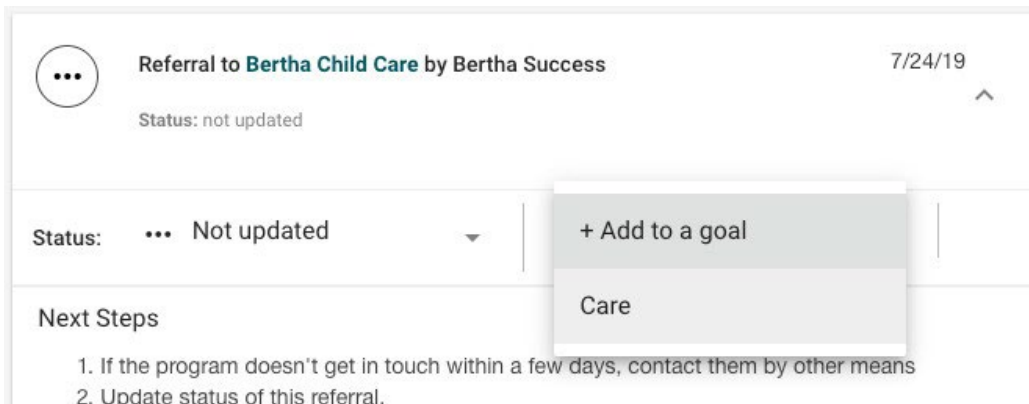 Referral to Bertha Child Care by Bertha Success
7/24/19
Status: not updated
Status: ••• Not updated
+ Add to a goal
Care
Next Steps
1. If the program doesn't get in touch within a few days, contact them by other means
2. Update status of this referral.